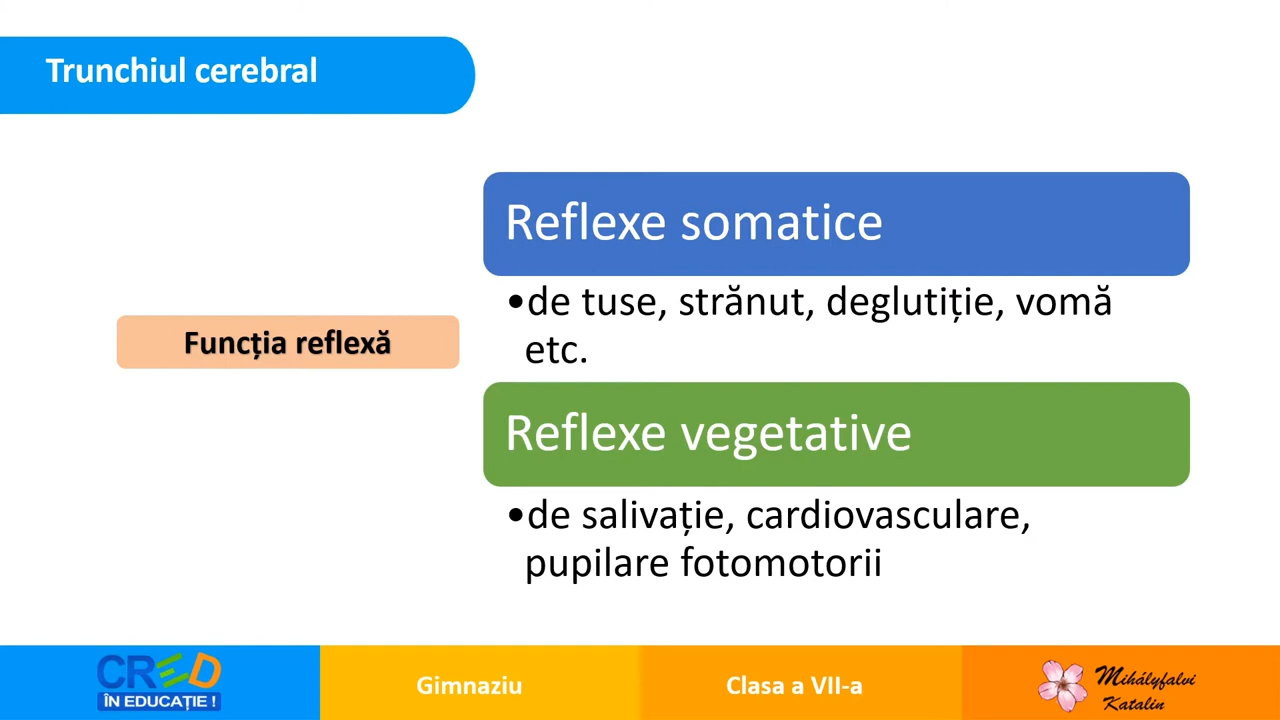 Trunchiul cerebral
Funcția reflexă
Reflexe somatice
•de tuse, strănut, deglutiție, vomă
etc.
Reflexe vegetative
•de salivație, cardiovasculare,
pupilare fotomotorii
CRED
ÎN EDUCAȚIE !
Gimnaziu
Clasa a VII-a
Mihályfalvi
Katalin